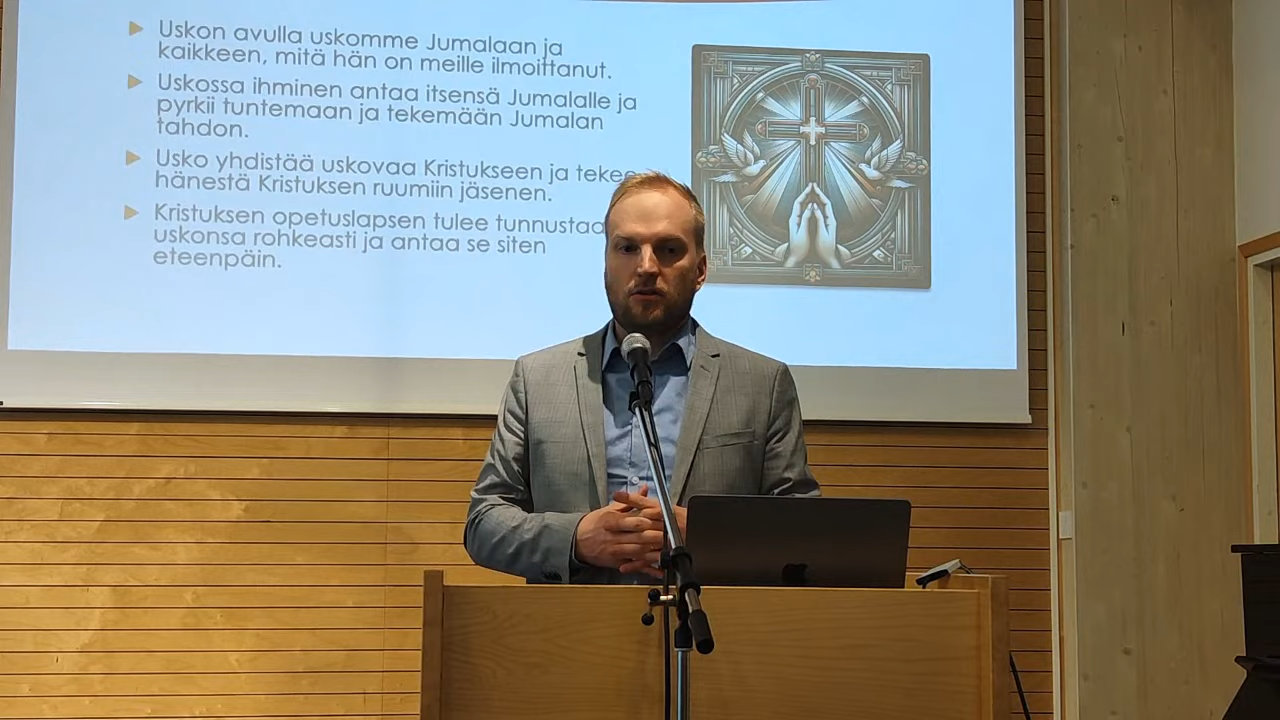 Uskon avulla uskomme Jumalaan ja
kaikkeen, mitä hän on meille ilmoittanut.
Uskossa ihminen antaa itsensä Jumalalle ja
pyrkii tuntemaan ja tekemään Jumalan
tahdon.
Usko yhdistää uskovaa Kristukseen ja tekee
hänestä Kristuksen ruumiin jäsenen.
Kristuksen opetuslapsen tulee tunnustaa
uskonsa rohkeasti ja antaa se siten
eteenpäin.